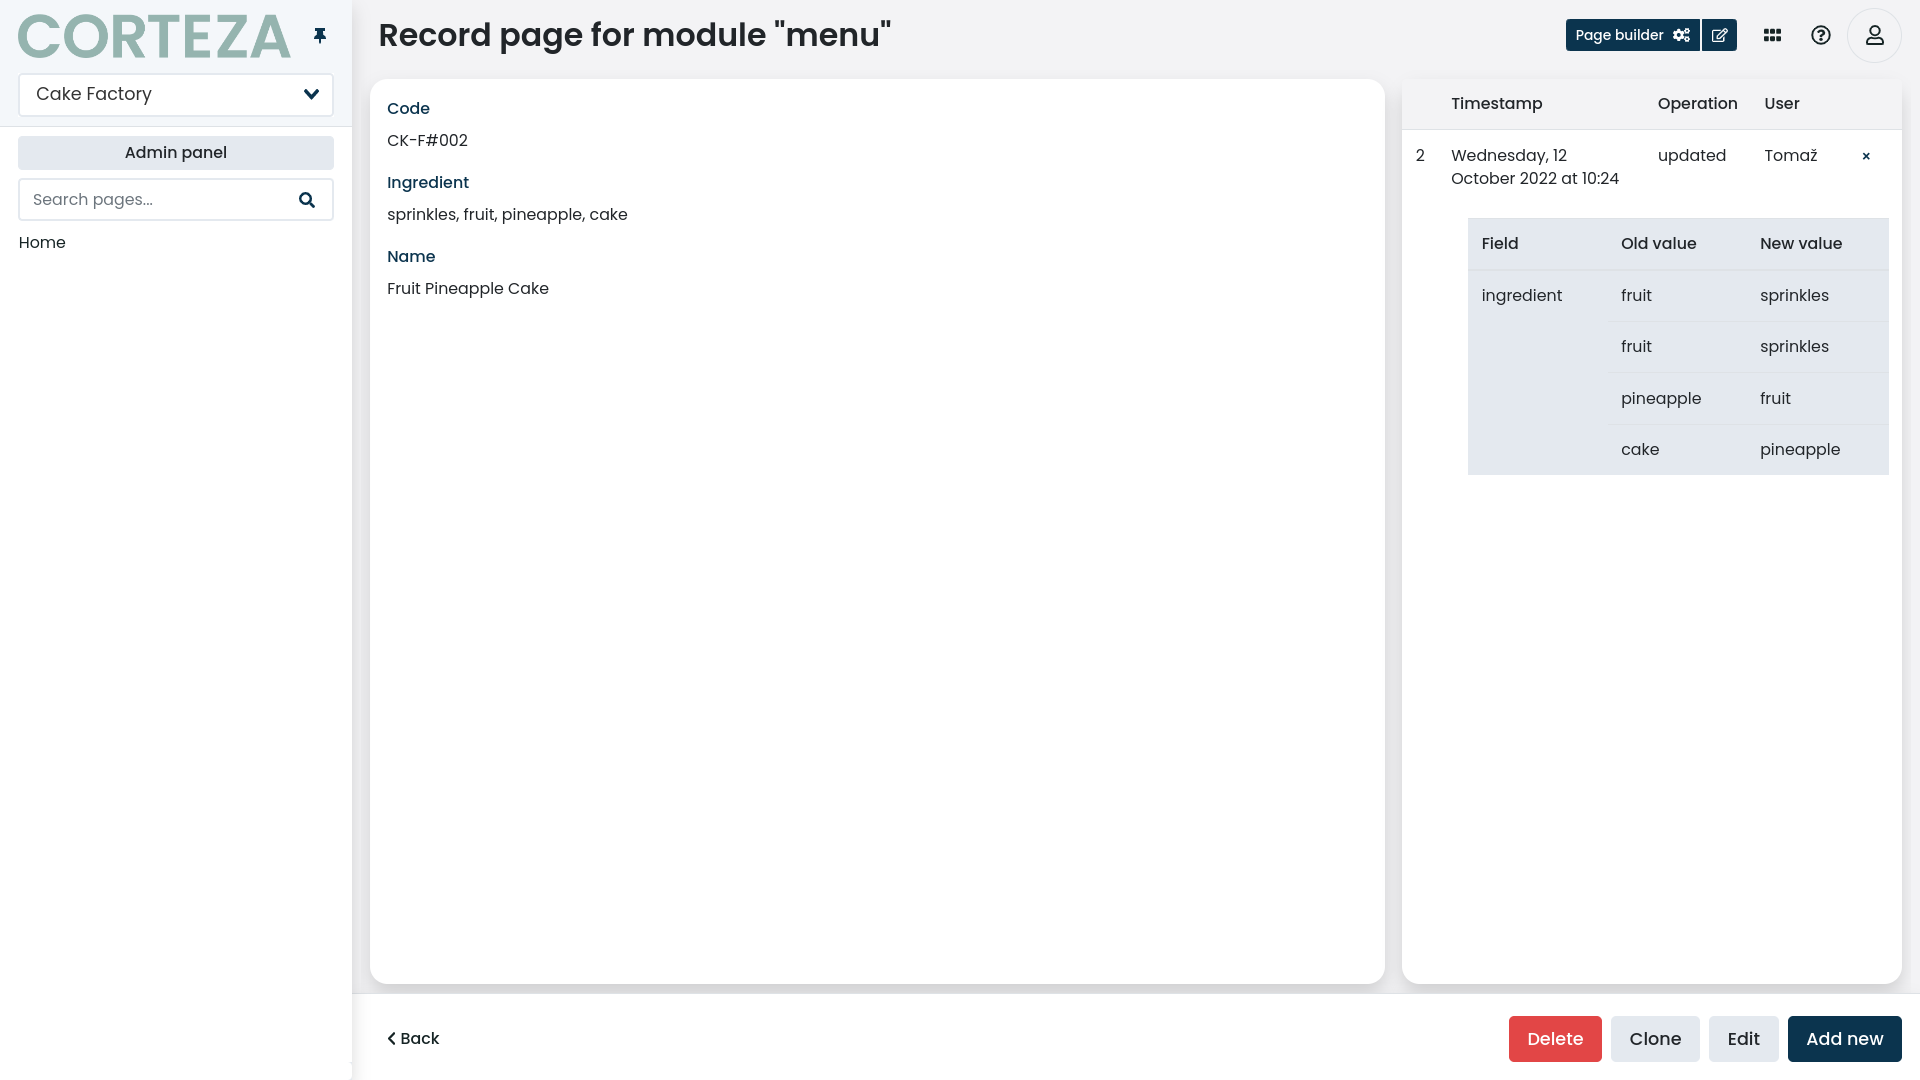 CORTEZA
Cake Factory
Admin panel
Search pages...
Home
Record page for module "menu"
Page builder
Code
CK-F#002
Ingredient
sprinkles, fruit, pineapple, cake
Name
Fruit Pineapple Cake
Timestamp Operation User
2 Wednesday, 12 updated Tomaž
October 2022 at 10:24
Field Old value New value
ingredient fruit sprinkles
fruit sprinkles
pineapple fruit
cake pineapple
Back
Delete Clone Edit Add new